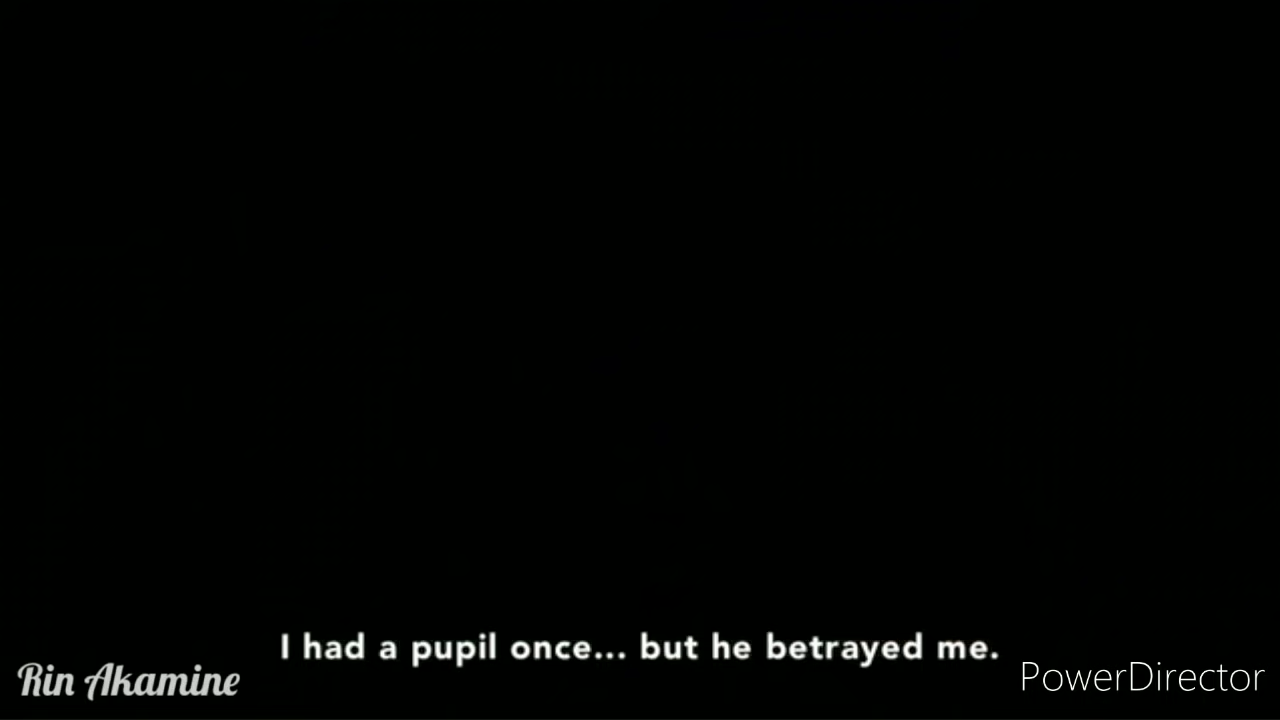 I had a pupil once... but he betrayed me.
Rin Akamine
PowerDirector